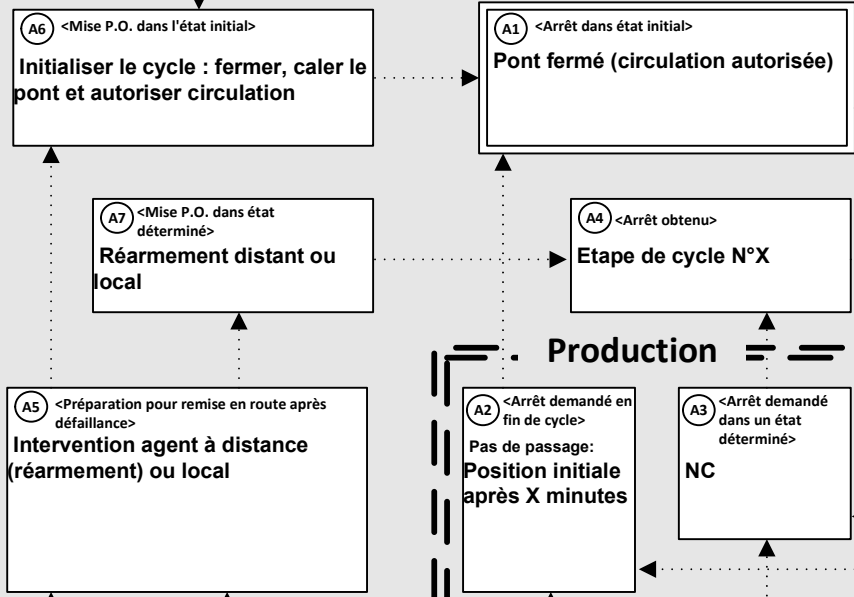 A6 <Mise P.O. dans l'état initial>
Initialiser le cycle : fermer, caler le
pont et autoriser circulation
A1 <Arrêt dans état initial>
Pont fermé (circulation autorisée)
A7 <Mise P.O. dans état
déterminé>
Réarmement distant ou
local
A4 <Arrêt obtenu>
Etape de cycle N°X
Production
A5 <Préparation pour remise en route après
défaillance>
Intervention agent à distance
(réarmement) ou local
A2 <Arrêt demandé en
fin de cycle>
Pas de passage:
Position initiale
après X minutes
A3 <Arrêt demandé
dans un état
déterminé>
NC